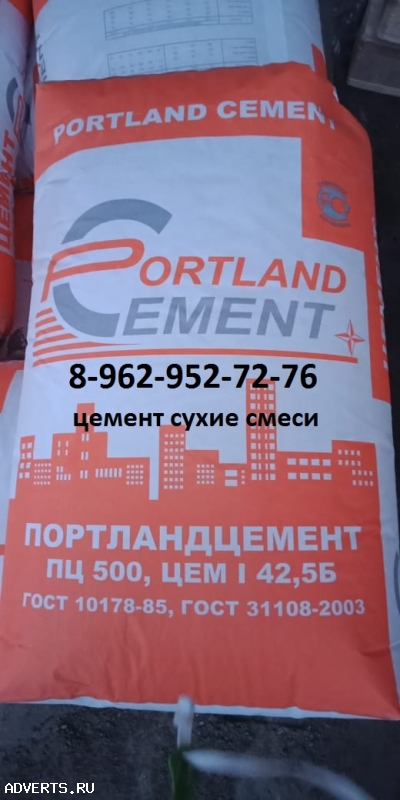 PORTLAND CEMENT
PORTLAND
CEMENT
8-962-952-72-76
цемент сухие смеси
ПОРТЛАНДЦЕМЕНТ
ПЦ 500, ЦЕМ I 42,5Б
ГОСТ 10178-85, ГОСТ 31108-2003
ЦЕМЕНТ
ADVERTS.RU